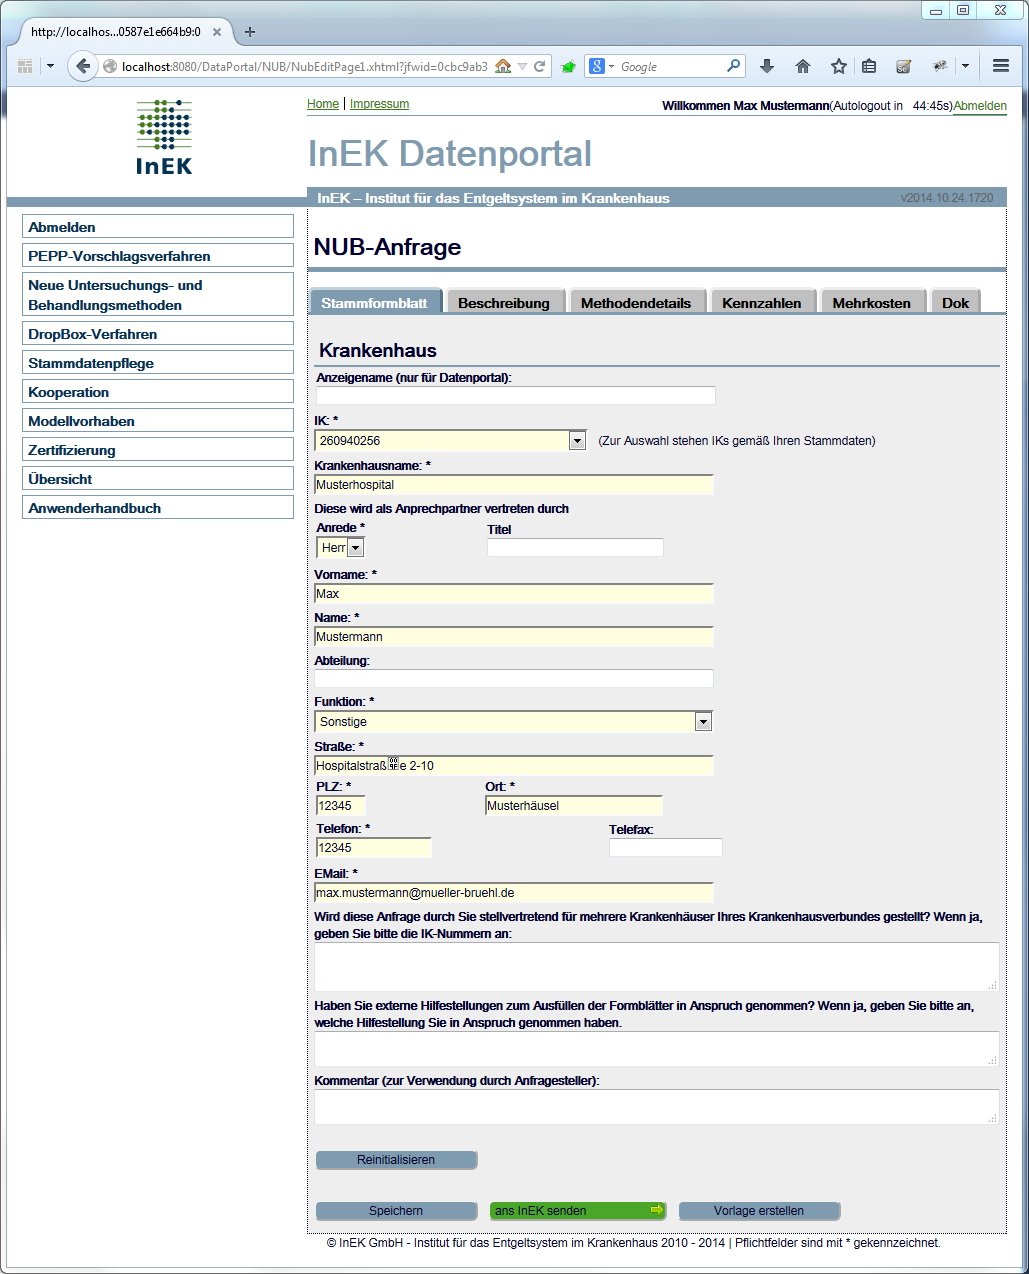 http://localhos...0587e1e664b9:0
localhost:8080/DataPortal/NUB/NubEditPage1.xhtml?jfwid=0cbc9ab3
Google
InEK
Home | Impressum
Willkommen Max Mustermann(Autologout in 44:45s)Abmelden
InEK Datenportal
InEK – Institut für das Entgeltsystem im Krankenhaus
v2014.10.24.1720
Abmelden
PEPP-Vorschlagsverfahren
Neue Untersuchungs- und
Behandlungsmethoden
DropBox-Verfahren
Stammdatenpflege
Kooperation
Modellvorhaben
Zertifizierung
Übersicht
Anwenderhandbuch
NUB-Anfrage
Stammformblatt Beschreibung Methodendetails Kennzahlen Mehrkosten Dok
Krankenhaus
Anzeigename (nur für Datenportal):
IK: *
260940256
(Zur Auswahl stehen IKs gemäß Ihren Stammdaten)
Krankenhausname: *
Musterhospital
Diese wird als Anprechpartner vertreten durch
Anrede * Titel
Herr
Vorname: *
Max
Name: *
Mustermann
Abteilung:
Funktion: *
Sonstige
Straße: *
Hospitalstraße 2-10
PLZ: * Ort: *
12345 Musterhäusel
Telefon: * Telefax:
12345
EMail: *
max.mustermann@mueller-bruehl.de
Wird diese Anfrage durch Sie stellvertretend für mehrere Krankenhäuser Ihres Krankenhausverbundes gestellt? Wenn ja,
geben Sie bitte die IK-Nummern an:
Haben Sie externe Hilfestellungen zum Ausfüllen der Formblätter in Anspruch genommen? Wenn ja, geben Sie bitte an,
welche Hilfestellung Sie in Anspruch genommen haben.
Kommentar (zur Verwendung durch Anfragesteller):
Reinitialisieren
Speichern ans InEK senden Vorlage erstellen
© InEK GmbH - Institut für das Entgeltsystem im Krankenhaus 2010 - 2014 | Pflichtfelder sind mit * gekennzeichnet.